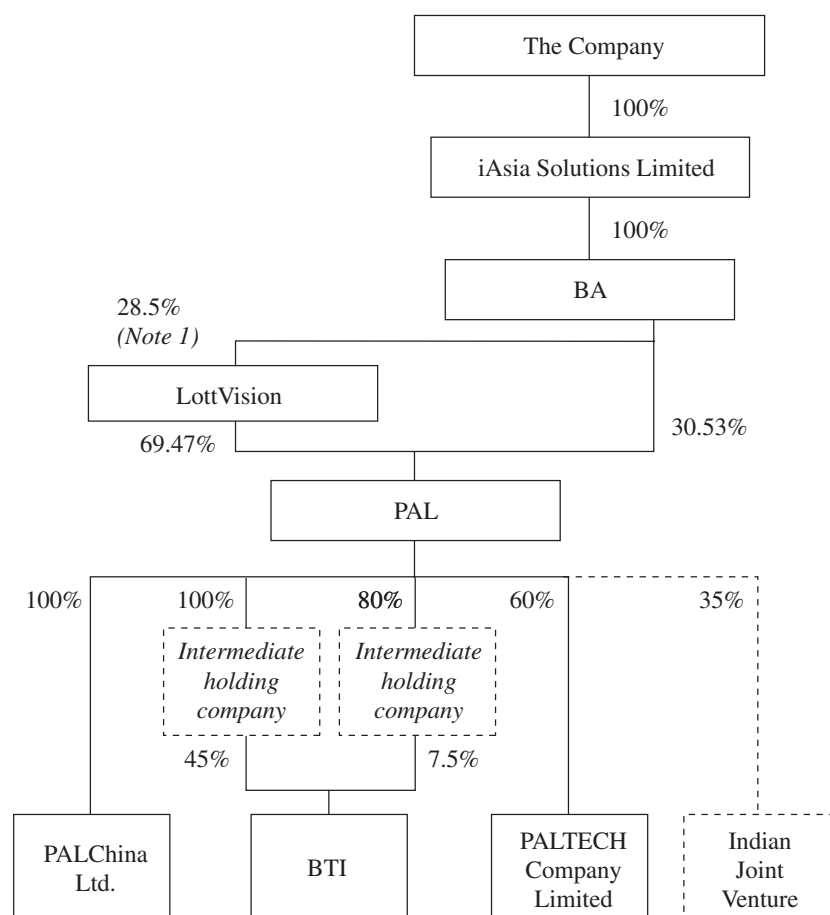 The Company
100%
iAsia Solutions Limited
100%
BA
28.5%
(Note 1)
LottVision
69.47%
30.53%
PAL
100%
100%
80%
60%
35%
Intermediate
holding
company
Intermediate
holding
company
45%
7.5%
PALChina
Ltd.
BTI
PALTECH
Company
Limited
Indian
Joint
Venture